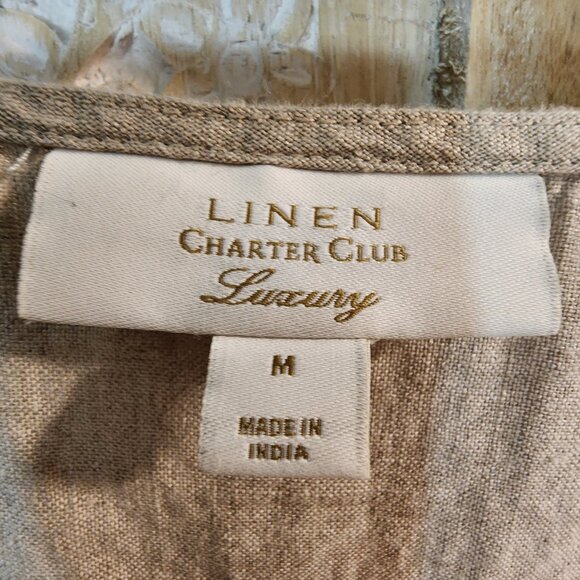 LINEN
CHARTER CLUB
Luxury
M
MADE IN
INDIA